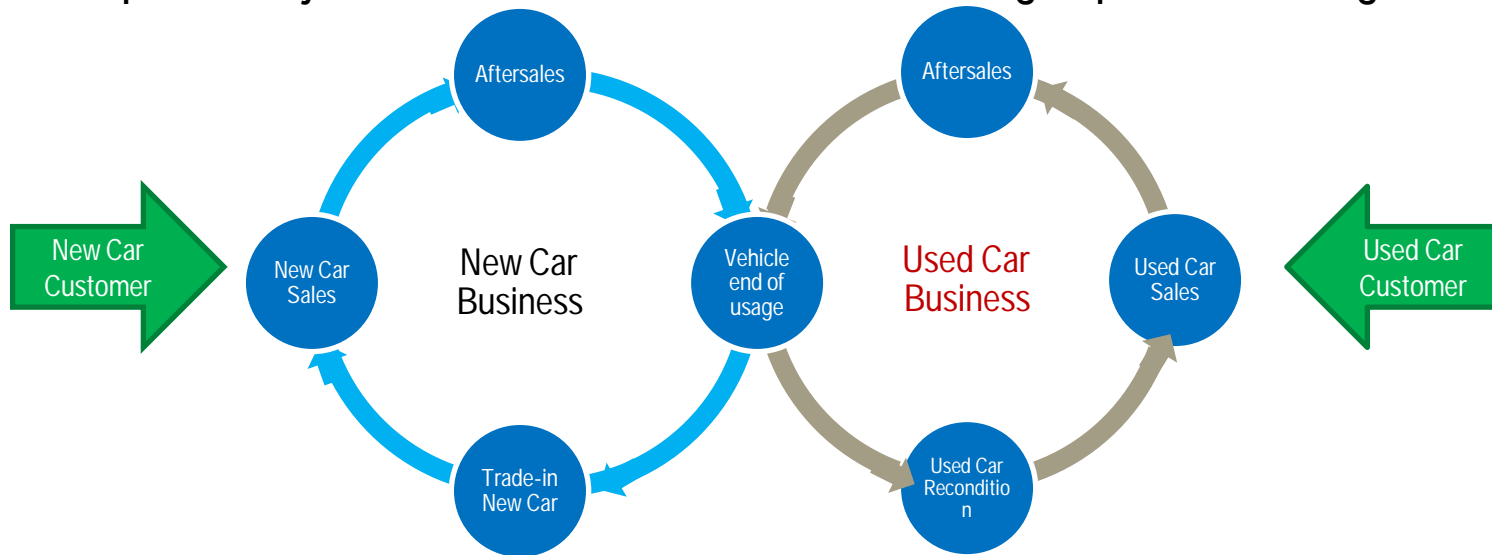 Aftersales
Aftersales
New Car
Customer
New Car
Sales
New Car
Business
Vehicle
end of
usage
Used Car
Business
Used Car
Sales
Used Car
Customer
Trade-in
New Car
Used Car
Reconditio
n